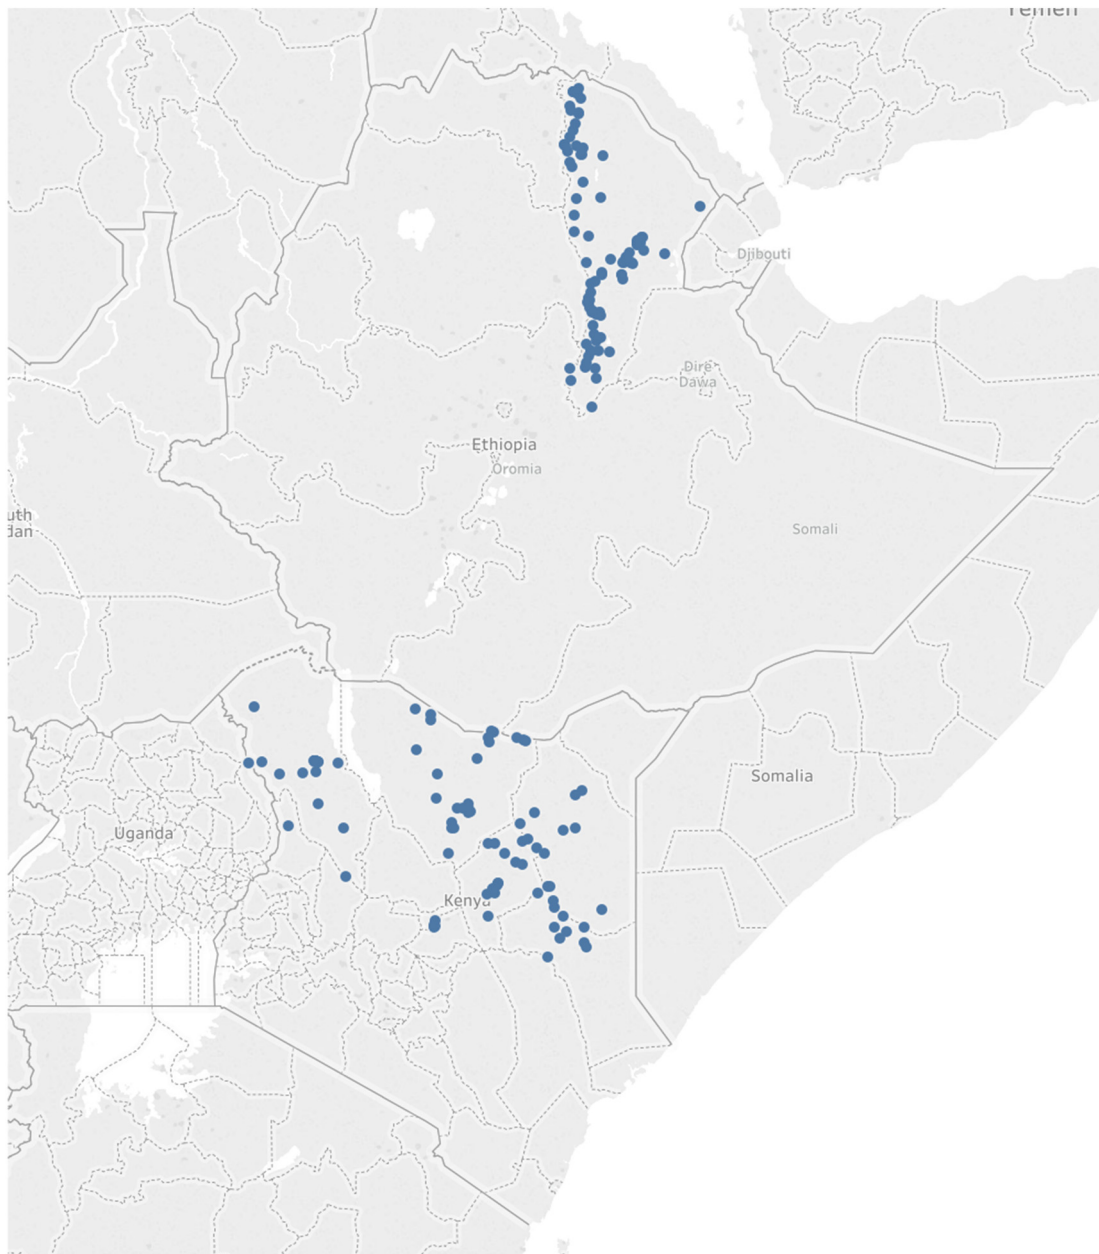 Yemen
Djibouti
Dire
Dawa
Ethiopia
Oromia
uth
dan
Somali
Somalia
Uganda
Kenya